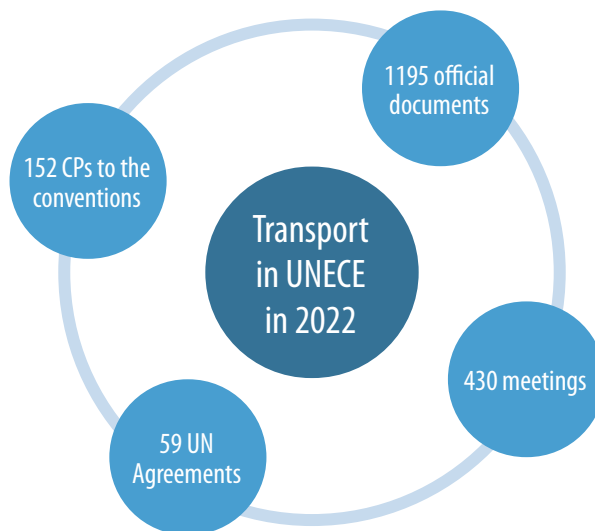 1195 official
documents
152 CPs to the
conventions
Transport
in UNECE
in 2022
430 meetings
59 UN
Agreements